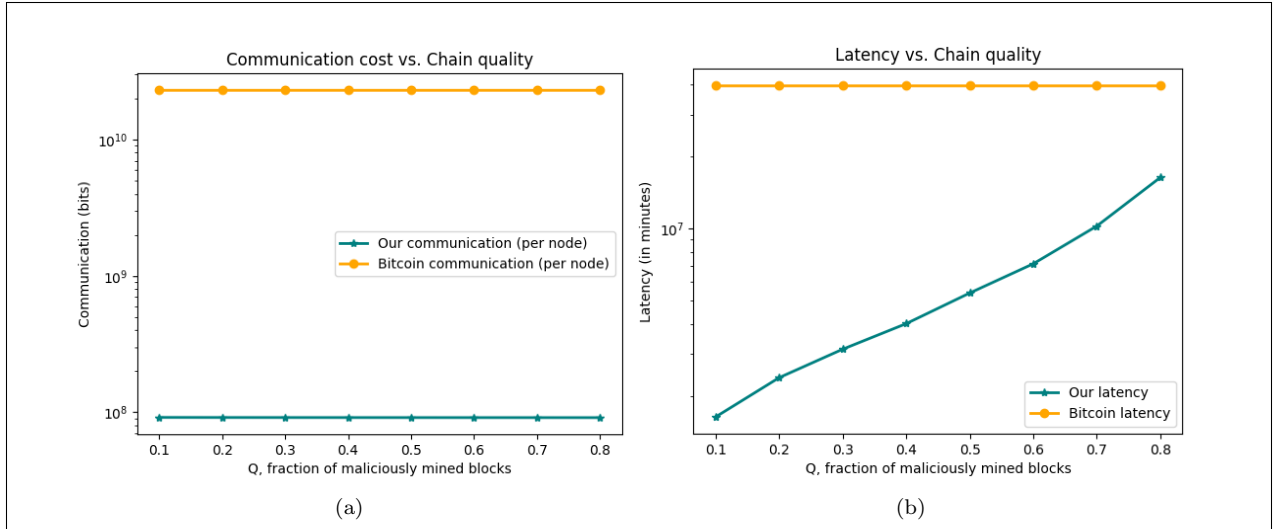 Communication cost vs. Chain quality
Communication (bits)
10^10
10^9
10^8
Our communication (per node)
Bitcoin communication (per node)
0.1 0.2 0.3 0.4 0.5 0.6 0.7 0.8
Q, fraction of maliciously mined blocks
(a)
Latency vs. Chain quality
Latency (in minutes)
10^7
Our latency
Bitcoin latency
0.1 0.2 0.3 0.4 0.5 0.6 0.7 0.8
Q, fraction of maliciously mined blocks
(b)